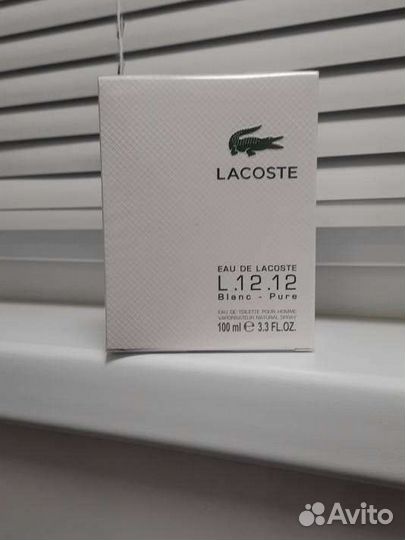 LACOSTE
EAU DE LACOSTE
L.12.12
Blanc - Pure
EAU DE TOILETTE POUR HOMME
VAPORISATEUR NATURAL SPRAY
100 ml ℮ 3.3 FL.OZ.
Avito